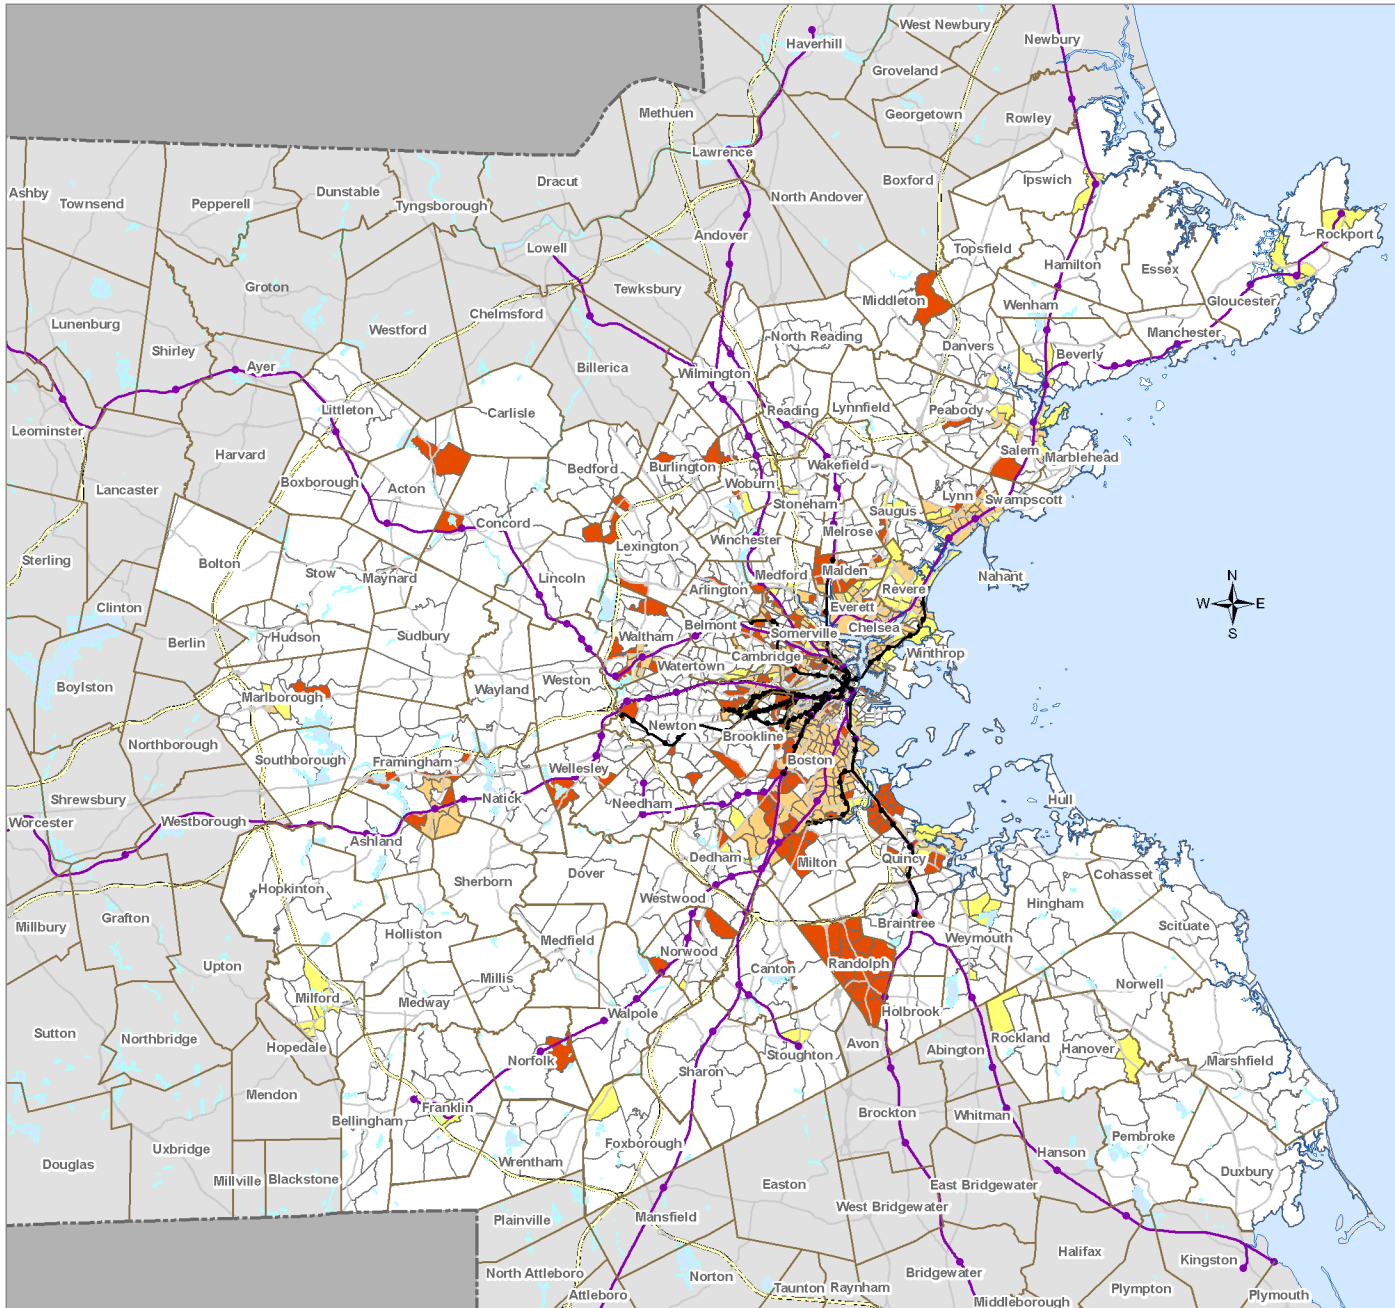 West Newbury
Newbury
Haverhill
Groveland
Methuen
Georgetown
Rowley
Lawrence
Ipswich
Boxford
Dracut
North Andover
Ashby
Townsend
Pepperell
Dunstable
Tyngsborough
Andover
Rockport
Lowell
Topsfield
Hamilton
Essex
Groton
Tewksbury
Middleton
Wenham
Gloucester
Lunenburg
Westford
Chelmsford
North Reading
Manchester
Shirley
Danvers
Beverly
Ayer
Billerica
Wilmington
Littleton
Carlisle
Reading
Lynnfield
Peabody
Leominster
Harvard
Bedford
Burlington
Wakefield
Salem
Marblehead
Lancaster
Boxborough
Acton
Woburn
Stoneham
Lynn
Swampscott
Concord
Saugus
Melrose
Winchester
Lexington
Sterling
Bolton
Stow
Maynard
Lincoln
Medford
Malden
Nahant
N
Arlington
Revere
W
E
Clinton
Everett
S
Berlin
Hudson
Sudbury
Waltham
Belmont
Somerville
Chelsea
Winthrop
Cambridge
Watertown
Boylston
Marlborough
Wayland
Weston
Newton
Brookline
Northborough
Southborough
Framingham
Boston
Wellesley
Shrewsbury
Natick
Needham
Hull
Worcester
Westborough
Ashland
Dedham
Milton
Quincy
Hopkinton
Sherborn
Dover
Cohasset
Westwood
Hingham
Millbury
Grafton
Braintree
Scituate
Holliston
Medfield
Weymouth
Norwood
Upton
Randolph
Canton
Millis
Norwell
Milford
Medway
Walpole
Holbrook
Sutton
Northbridge
Hopedale
Rockland
Avon
Abington
Hanover
Norfolk
Stoughton
Marshfield
Sharon
Mendon
Franklin
Bellingham
Brockton
Whitman
Pembroke
Uxbridge
Foxborough
Hanson
Douglas
Wrentham
Duxbury
Millville
Blackstone
Easton
East Bridgewater
West Bridgewater
Plainville
Mansfield
Halifax
Kingston
North Attleboro
Norton
Bridgewater
Attleboro
Taunton
Raynham
Plympton
Plymouth
Middleborough